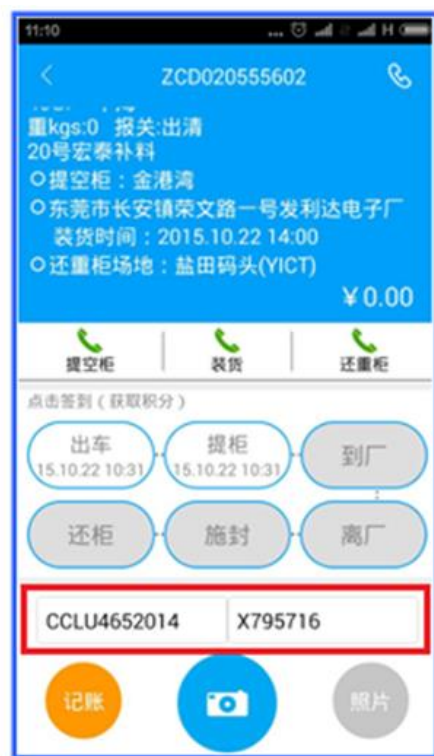 11:10
... H
ZCD020555602
重kgs:0 报关:出清
20号宏泰补料
提空柜：金港湾
东莞市长安镇荣文路一号发利达电子厂
装货时间：2015.10.22 14:00
还重柜场地：盐田码头(YICT)
¥0.00
提空柜 装货 还重柜
点击签到（获取积分）
出车 提柜 到厂
15.10.22 10:31 15.10.22 10:31
还柜 施封 离厂
CCLU4652014 X795716
记账 照片